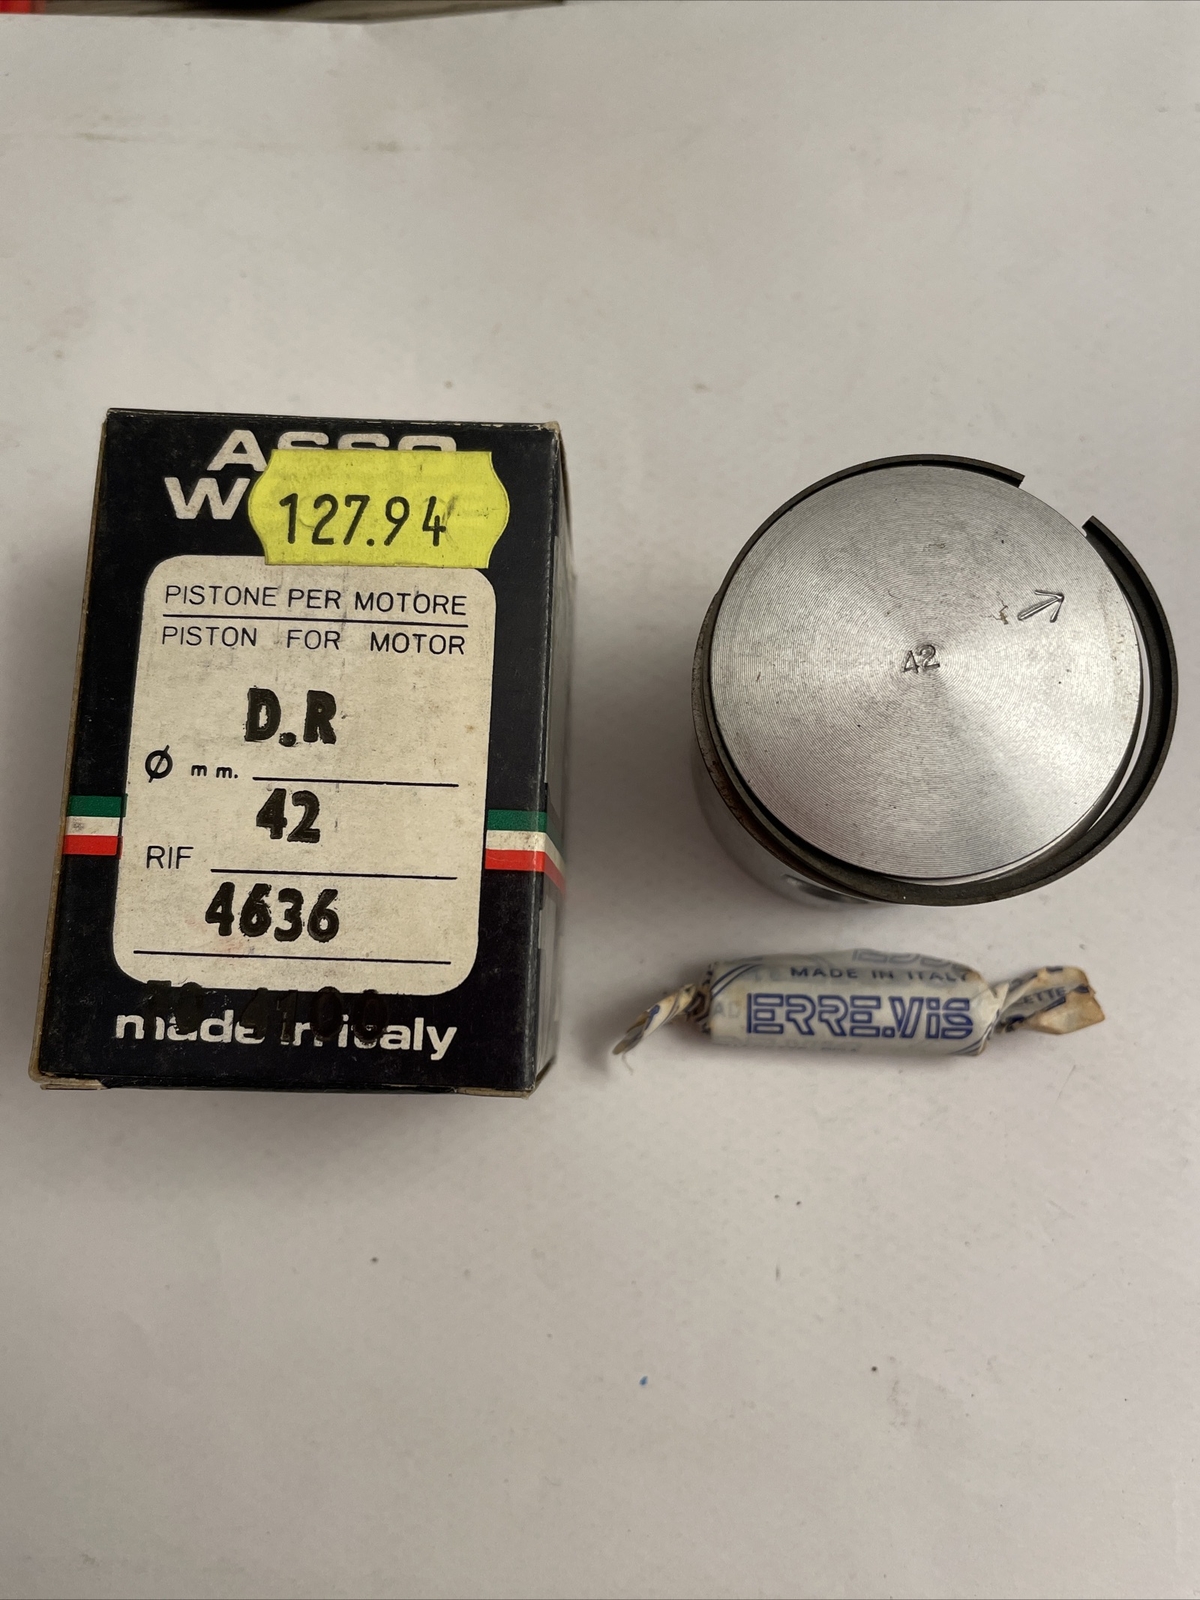 ASSO
W
127.94
PISTONE PER MOTORE
PISTON FOR MOTOR
D.R
Ø mm.
42
RIF
4636
made in italy
42
MADE IN ITALY
ERRE.ViS